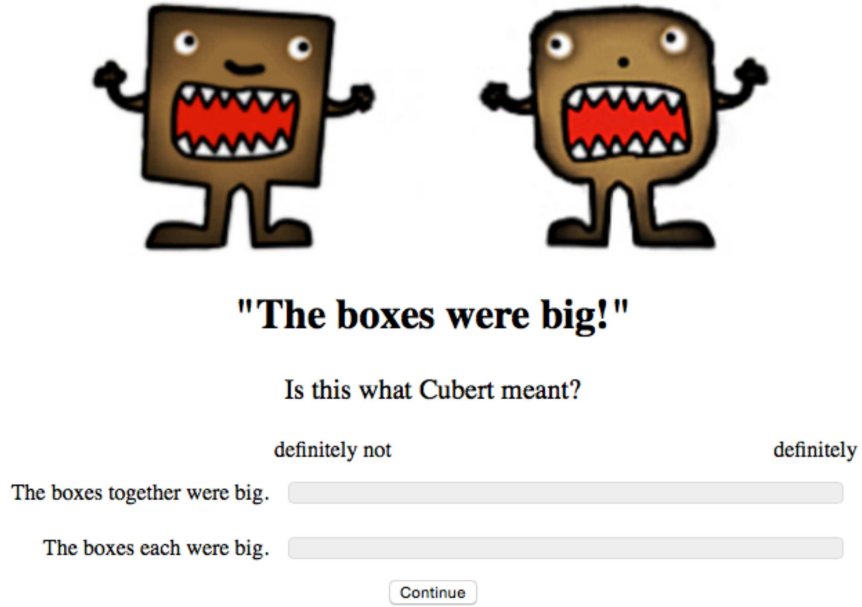 "The boxes were big!"
Is this what Cubert meant?
definitely not definitely
The boxes together were big.
The boxes each were big.
Continue